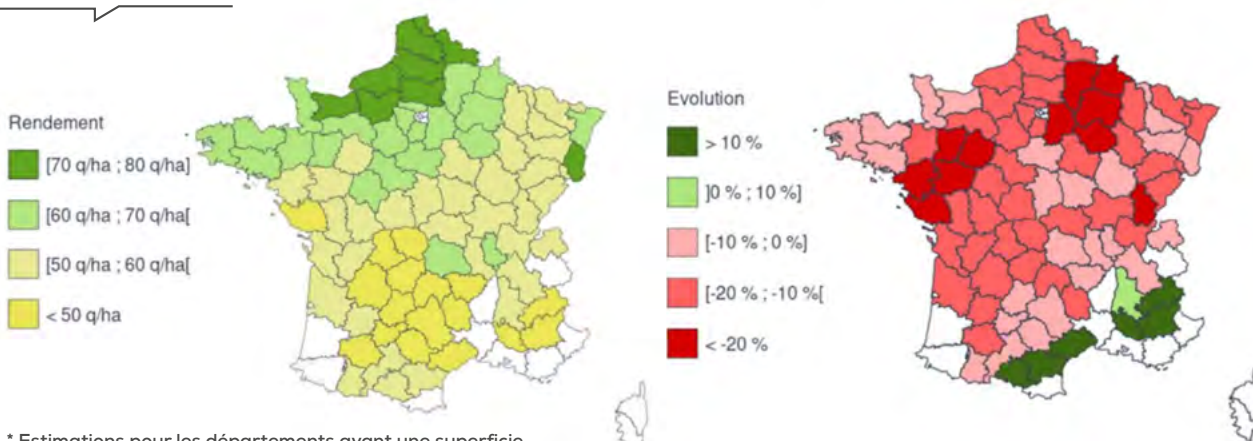 Rendement
[70 q/ha ; 80 q/ha]
[60 q/ha ; 70 q/ha[
[50 q/ha ; 60 q/ha[
< 50 q/ha
Evolution
> 10 %
]0 % ; 10 %]
[-10 % ; 0 %]
[-20 % ; -10 %[
< -20 %
* Estimations pour les départements ayant une superficie